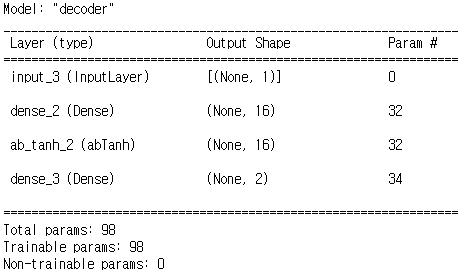 Model: "decoder"
_________________________________________________________________
Layer (type)                Output Shape              Param #
=================================================================
input_3 (InputLayer)        [(None, 1)]               0
dense_2 (Dense)             (None, 16)                32
ab_tanh_2 (abTanh)          (None, 16)                32
dense_3 (Dense)             (None, 2)                 34
=================================================================
Total params: 98
Trainable params: 98
Non-trainable params: 0